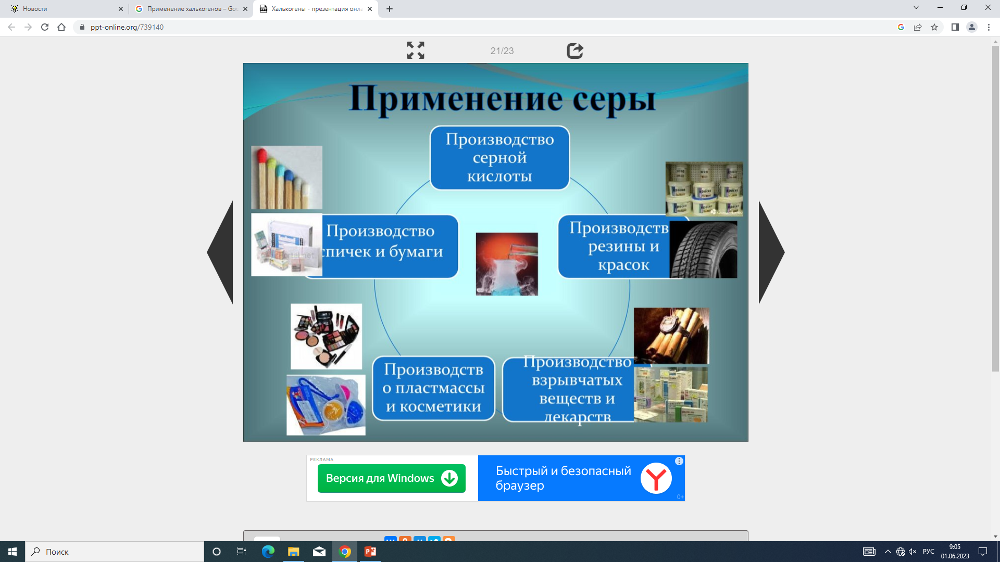 Новости
Применение халькогенов – Goo
Халькогены - презентация онла
ppt-online.org/739140
21/23
Применение серы
Производство
серной
кислоты
Производство
спичек и бумаги
Производств
резины и
красок
Производств
о пластмассы
и косметики
Производство
взрывчатых
веществ и
лекарств
РЕКЛАМА
Версия для Windows
Быстрый и безопасный
браузер
0+
Поиск
РУС
9:05
01.06.2023